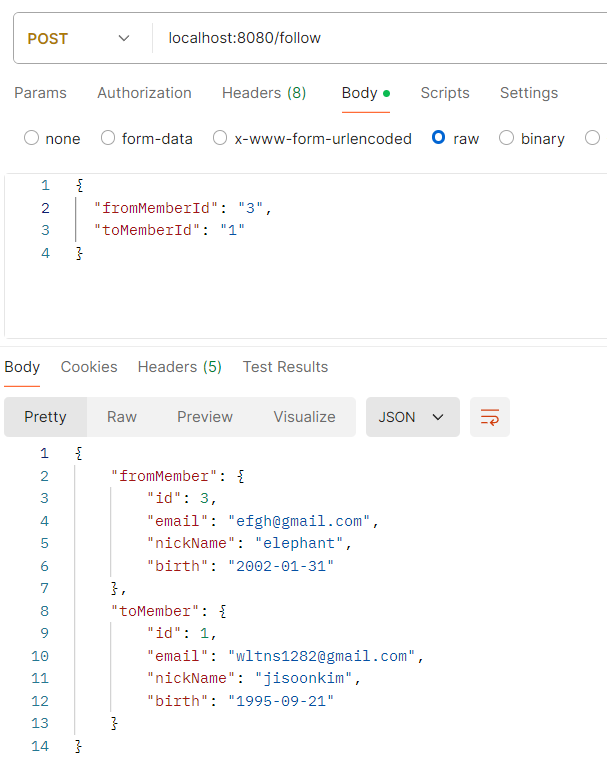 POST localhost:8080/follow
Params Authorization Headers (8) Body Scripts Settings
none form-data x-www-form-urlencoded raw binary
1 {
2 "fromMemberId": "3",
3 "toMemberId": "1"
4 }
Body Cookies Headers (5) Test Results
Pretty Raw Preview Visualize JSON
1 {
2 "fromMember": {
3 "id": 3,
4 "email": "efgh@gmail.com",
5 "nickName": "elephant",
6 "birth": "2002-01-31"
7 },
8 "toMember": {
9 "id": 1,
10 "email": "wltns1282@gmail.com",
11 "nickName": "jisoonkim",
12 "birth": "1995-09-21"
13 }
14 }